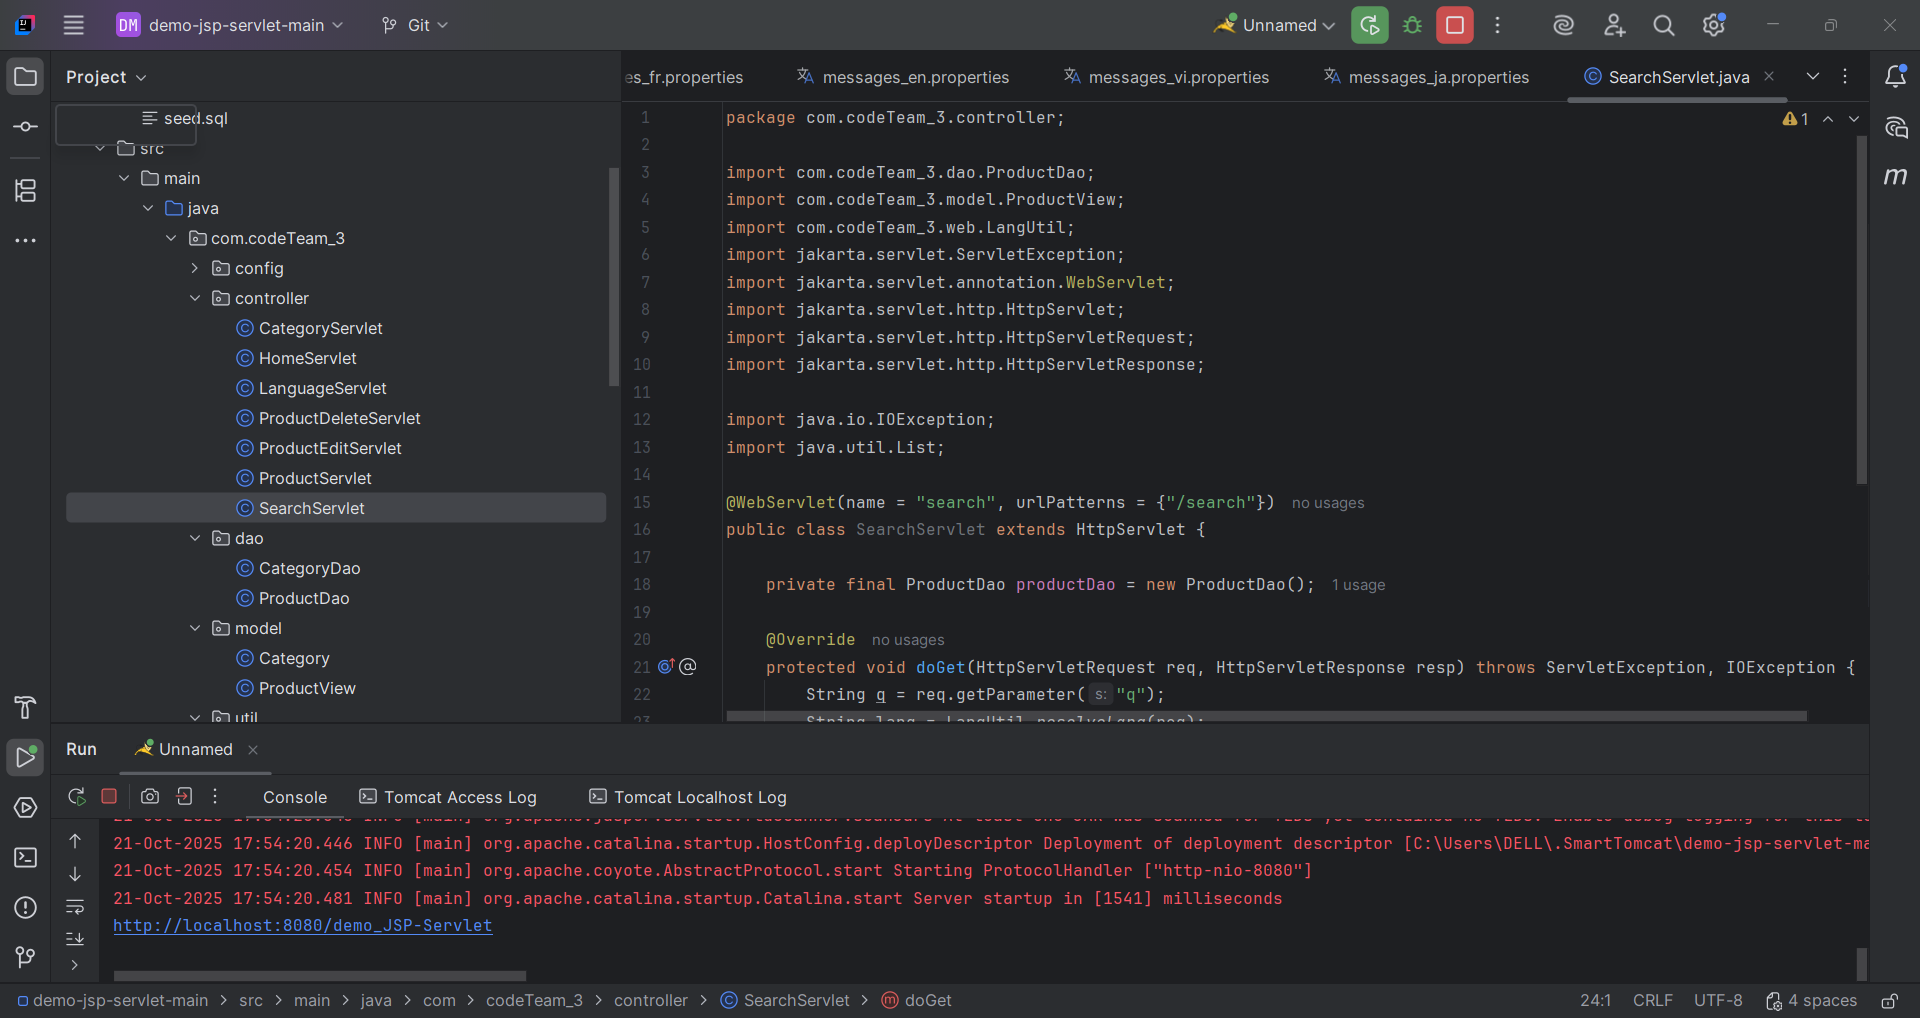 DM demo-jsp-servlet-main Git Unnamed
Project
es_fr.properties messages_en.properties messages_vi.properties messages_ja.properties SearchServlet.java
seed.sql
src
main
java
com.codeTeam_3
config
controller
CategoryServlet
HomeServlet
LanguageServlet
ProductDeleteServlet
ProductEditServlet
ProductServlet
SearchServlet
dao
CategoryDao
ProductDao
model
Category
ProductView
util
1 package com.codeTeam_3.controller;
2
3 import com.codeTeam_3.dao.ProductDao;
4 import com.codeTeam_3.model.ProductView;
5 import com.codeTeam_3.web.LangUtil;
6 import jakarta.servlet.ServletException;
7 import jakarta.servlet.annotation.WebServlet;
8 import jakarta.servlet.http.HttpServlet;
9 import jakarta.servlet.http.HttpServletRequest;
10 import jakarta.servlet.http.HttpServletResponse;
11
12 import java.io.IOException;
13 import java.util.List;
14
15 @WebServlet(name = "search", urlPatterns = {"/search"}) no usages
16 public class SearchServlet extends HttpServlet {
17
18 private final ProductDao productDao = new ProductDao(); 1 usage
19
20 @Override no usages
21 protected void doGet(HttpServletRequest req, HttpServletResponse resp) throws ServletException, IOException {
22 String q = req.getParameter( s: "q");
23 String lang = LangUtil.resolveLang(req);
1
m
Run Unnamed
Console Tomcat Access Log Tomcat Localhost Log
21-Oct-2025 17:54:20.446 INFO [main] org.apache.catalina.startup.HostConfig.deployDescriptor Deployment of deployment descriptor [C:\Users\DELL\.SmartTomcat\demo-jsp-servlet-ma
21-Oct-2025 17:54:20.454 INFO [main] org.apache.coyote.AbstractProtocol.start Starting ProtocolHandler ["http-nio-8080"]
21-Oct-2025 17:54:20.481 INFO [main] org.apache.catalina.startup.Catalina.start Server startup in [1541] milliseconds
http://localhost:8080/demo_JSP-Servlet
demo-jsp-servlet-main > src > main > java > com > codeTeam_3 > controller > SearchServlet > doGet 24:1 CRLF UTF-8 4 spaces